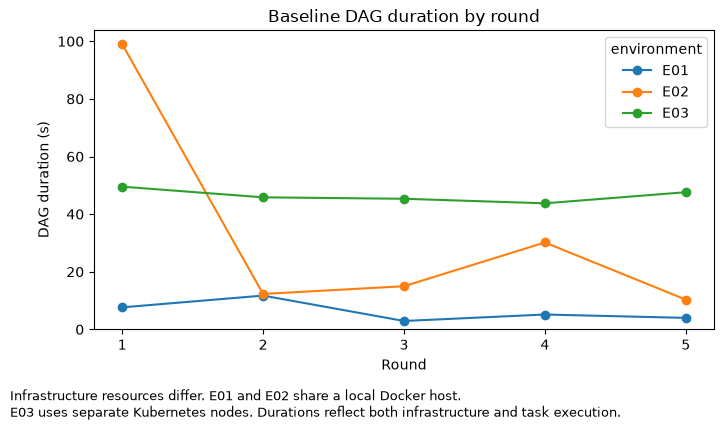 Baseline DAG duration by round
environment
E01
E02
E03
DAG duration (s)
100
80
60
40
20
0
1 2 3 4 5
Round
Infrastructure resources differ. E01 and E02 share a local Docker host.
E03 uses separate Kubernetes nodes. Durations reflect both infrastructure and task execution.